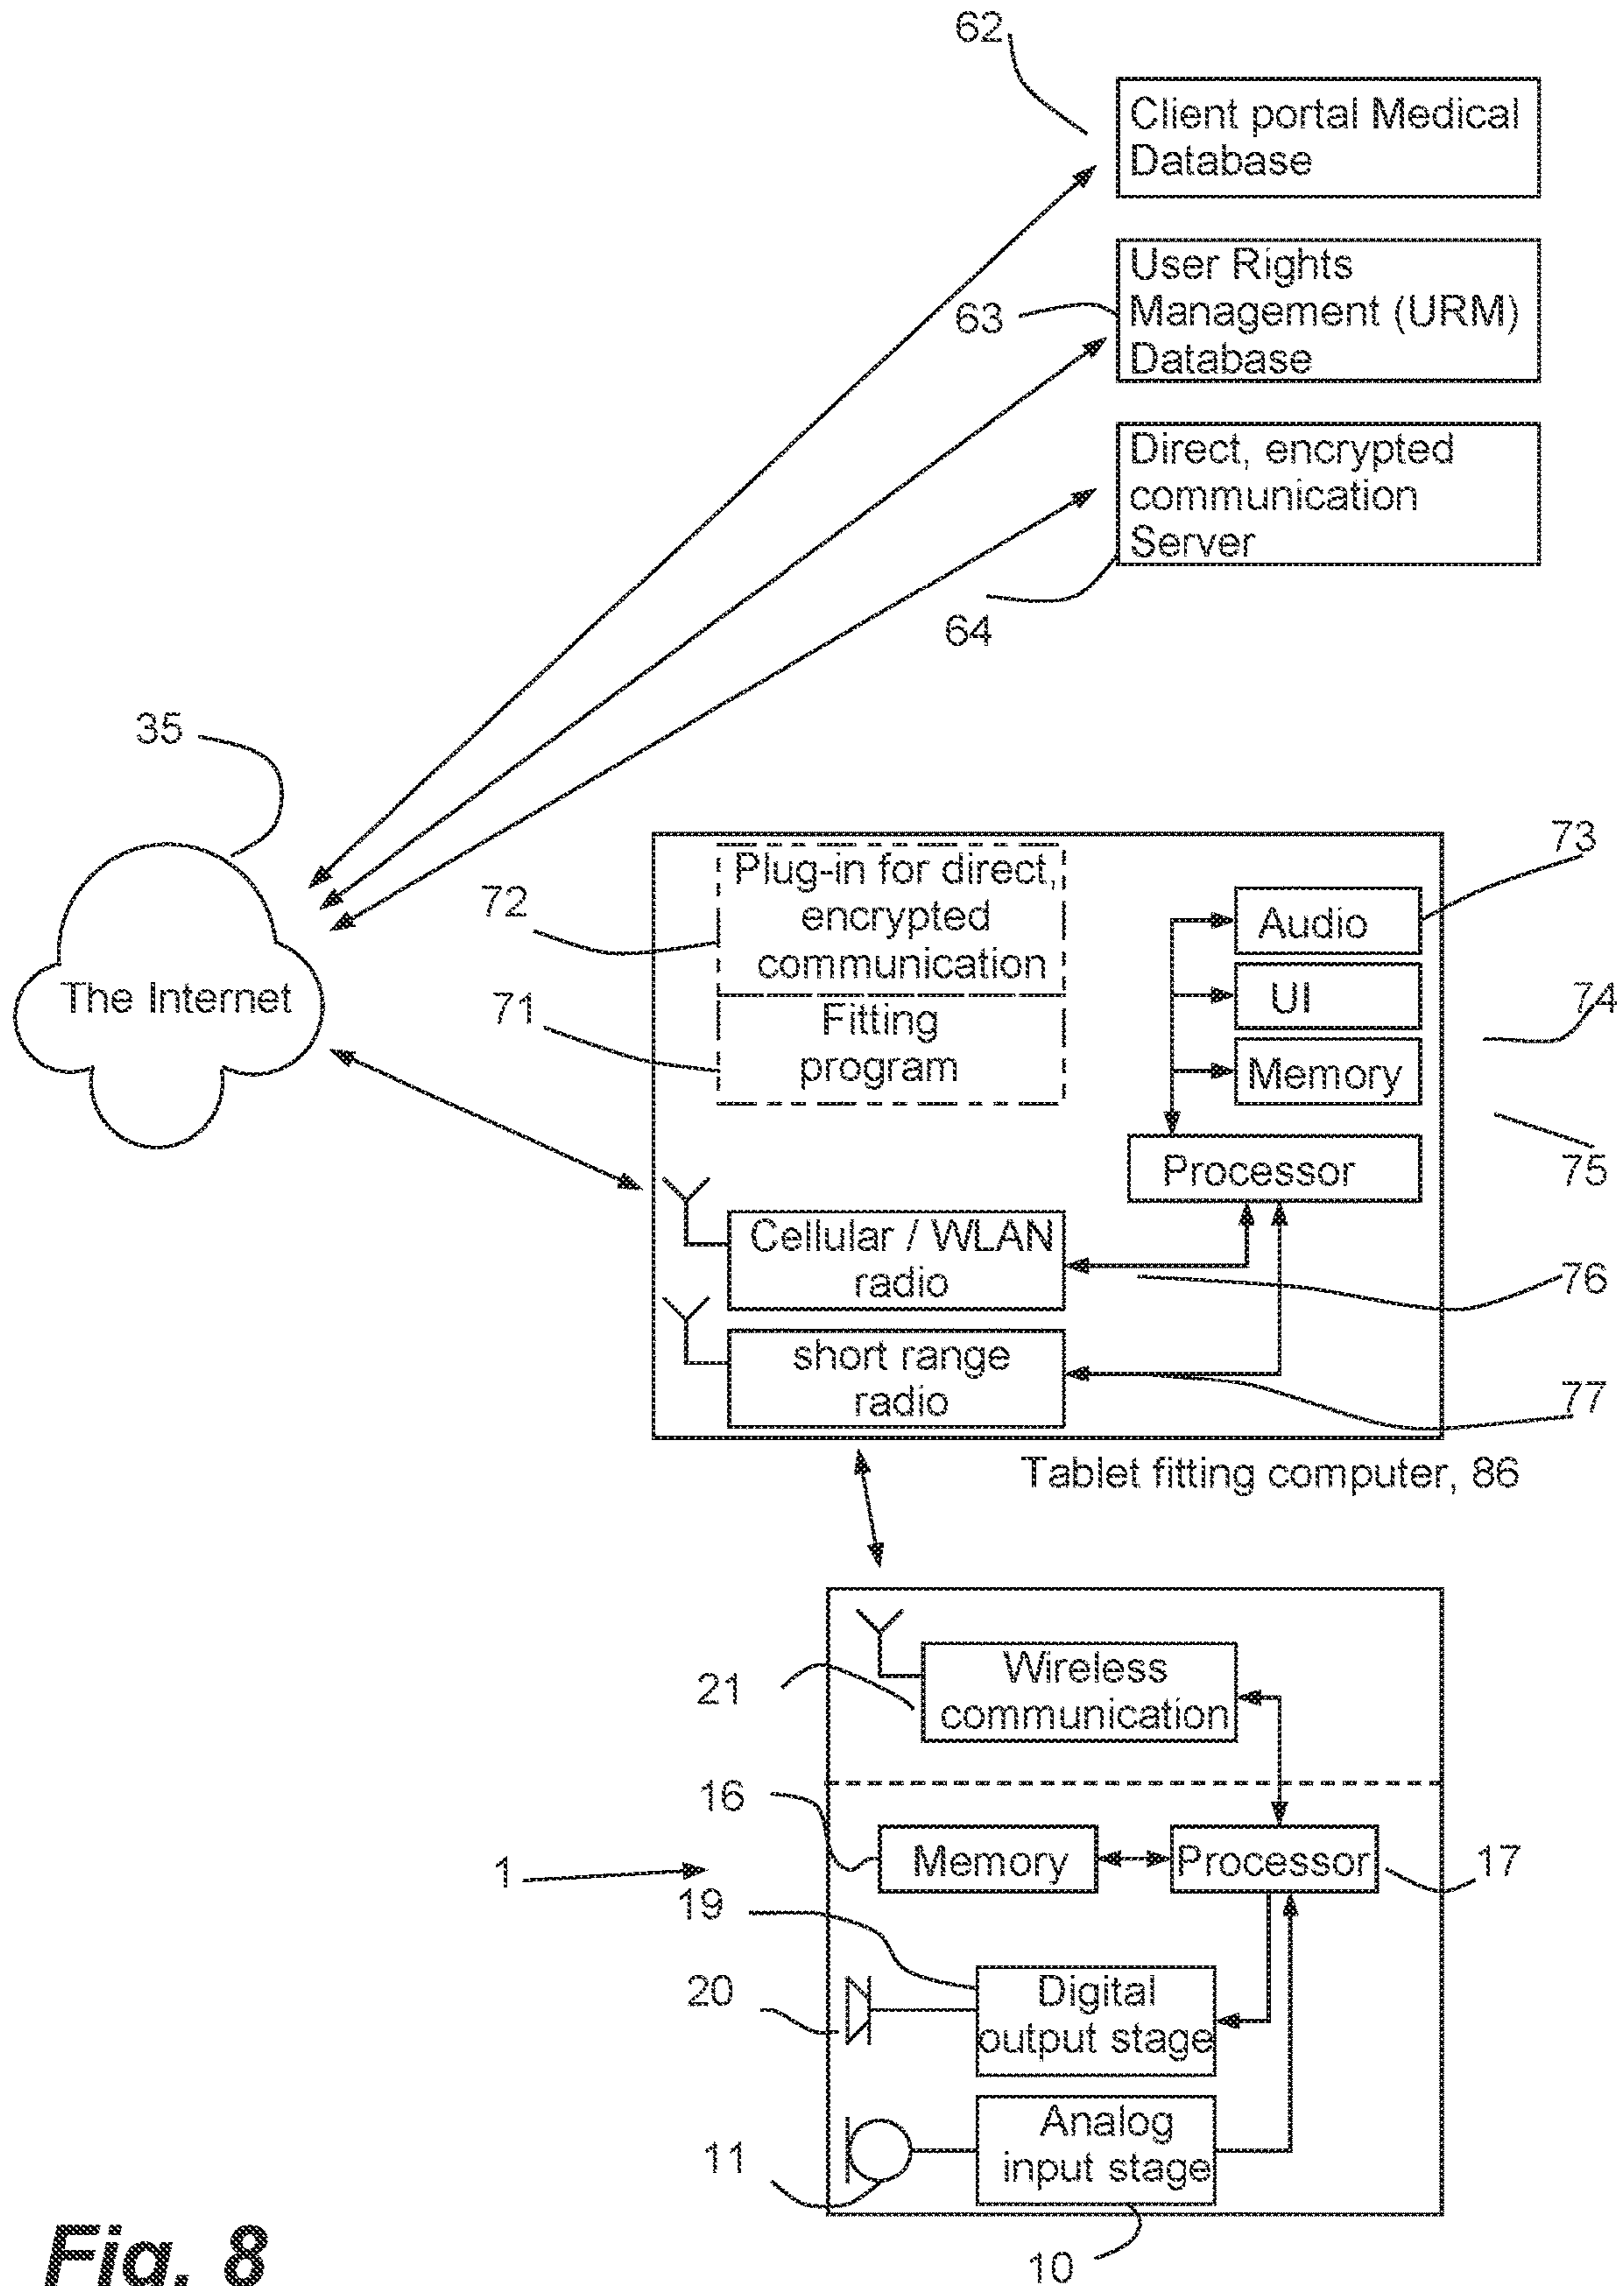 62
Client portal Medical
Database
User Rights
Management (URM)
Database
63
Direct, encrypted
communication
Server
64
35
The Internet
Plug-in for direct,
encrypted
communication
72
Fitting
program
71
Audio
73
UI
74
Memory
75
Processor
Cellular / WLAN
radio
76
short range
radio
77
Tablet fitting computer, 86
Wireless
communication
21
16
Memory
Processor
17
1
19
Digital
output stage
20
Analog
input stage
11
10
Fig. 8